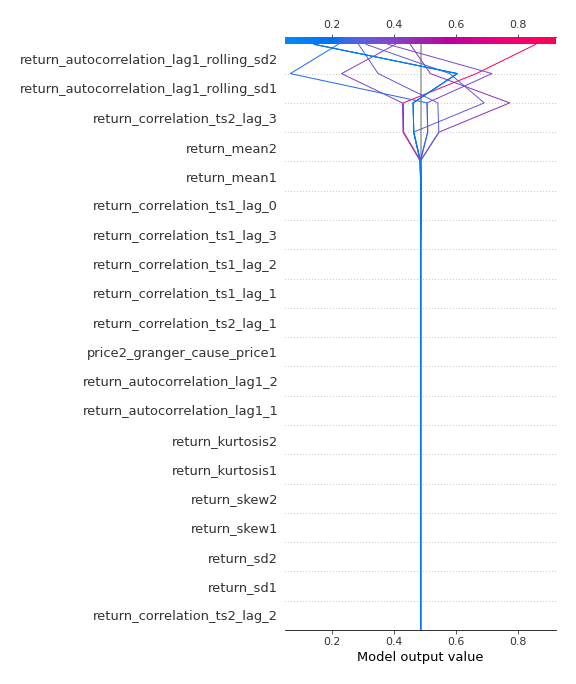 0.2 0.4 0.6 0.8
return_autocorrelation_lag1_rolling_sd2
return_autocorrelation_lag1_rolling_sd1
return_correlation_ts2_lag_3
return_mean2
return_mean1
return_correlation_ts1_lag_0
return_correlation_ts1_lag_3
return_correlation_ts1_lag_2
return_correlation_ts1_lag_1
return_correlation_ts2_lag_1
price2_granger_cause_price1
return_autocorrelation_lag1_2
return_autocorrelation_lag1_1
return_kurtosis2
return_kurtosis1
return_skew2
return_skew1
return_sd2
return_sd1
return_correlation_ts2_lag_2
0.2 0.4 0.6 0.8
Model output value